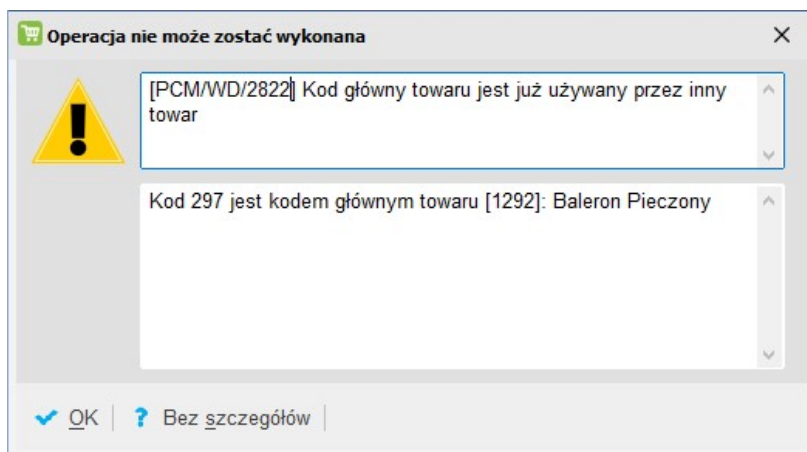 Operacja nie może zostać wykonana
[PCM/WD/2822] Kod główny towaru jest już używany przez inny
towar
Kod 297 jest kodem głównym towaru [1292]: Baleron Pieczony
OK
? Bez szczegółów